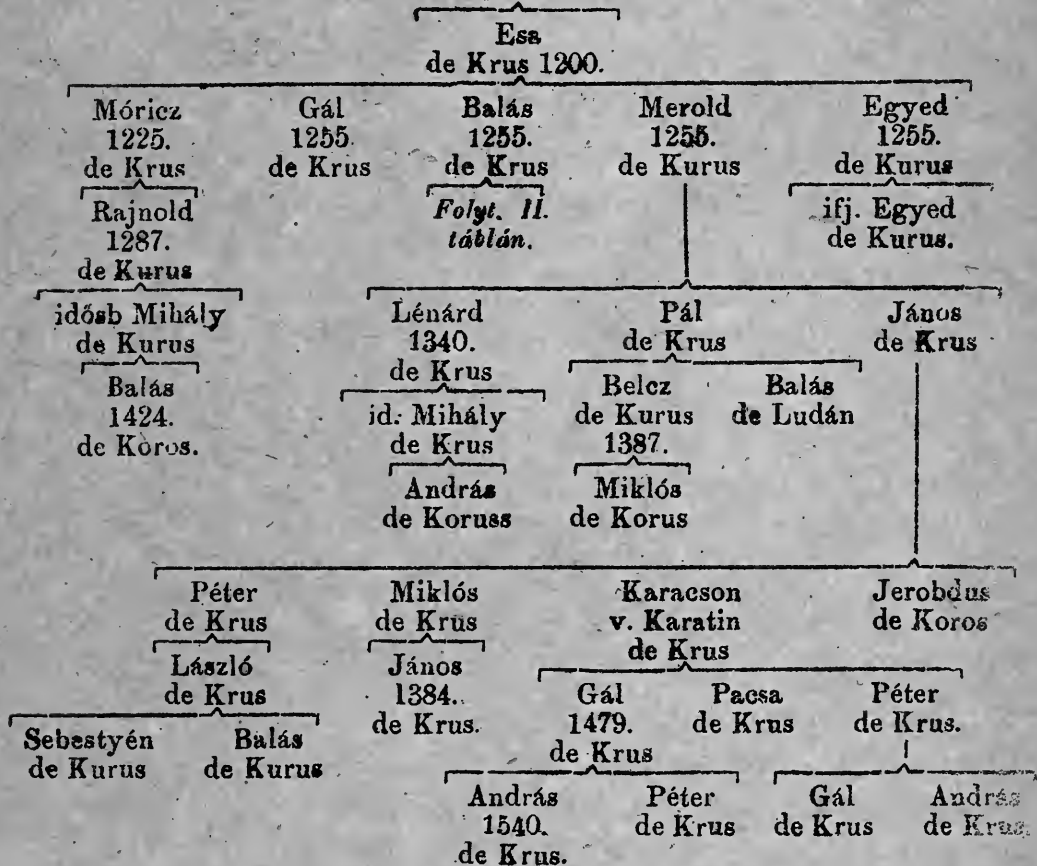 Esa
de Krus 1200.
Móricz Gál Balás Merold Egyed
1225. 1255. 1255. 1255. 1255.
de Krus de Krus de Krus de Kurus de Kurus
Rajnold Folyt. II. ifj. Egyed
1287. táblán. de Kurus.
de Kurus
idősb Mihály Lénárd Pál János
de Kurus 1340. de Krus de Krus
de Krus
Balás Belcz Balás
1424. id. Mihály de Kurus de Ludán
de Koros. de Krus 1387.
András Miklós
de Koruss de Korus
Péter Miklós Karacson Jerobdus
de Krus de Krus v. Karatin de Koros
de Krus
László János Gál Pacsa Péter
de Krus 1384. 1479. de Krus de Krus.
de Krus. de Krus
Sebestyén Balás
de Kurus de Kurus
András Péter Gál András
1540. de Krus de Krus de Krus
de Krus.